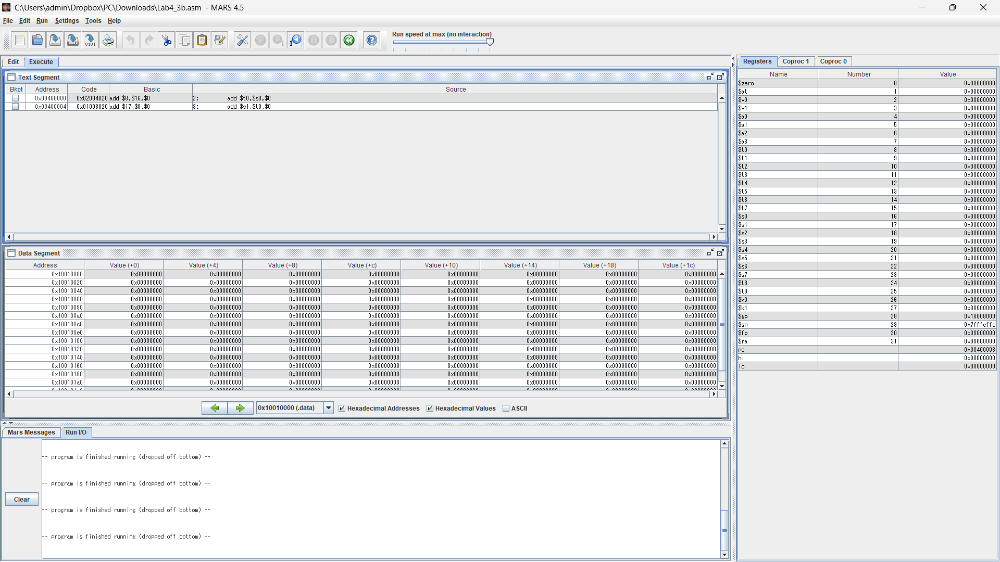 C:\Users\admin\Dropbox\PC\Downloads\Lab4_3b.asm - MARS 4.5
File Edit Run Settings Tools Help
Run speed at max (no interaction)
Edit Execute
Text Segment
Bkpt Address Code Basic Source
0x00400000 0x02004020 add $8,$16,$0 2: add $t0,$s0,$0
0x00400004 0x01008820 add $17,$8,$0 3: add $s1,$t0,$0
Data Segment
Address Value (+0) Value (+4) Value (+8) Value (+c) Value (+10) Value (+14) Value (+18) Value (+1c)
0x10010000 0x00000000 0x00000000 0x00000000 0x00000000 0x00000000 0x00000000 0x00000000 0x00000000
0x10010020 0x00000000 0x00000000 0x00000000 0x00000000 0x00000000 0x00000000 0x00000000 0x00000000
0x10010040 0x00000000 0x00000000 0x00000000 0x00000000 0x00000000 0x00000000 0x00000000 0x00000000
0x10010060 0x00000000 0x00000000 0x00000000 0x00000000 0x00000000 0x00000000 0x00000000 0x00000000
0x10010080 0x00000000 0x00000000 0x00000000 0x00000000 0x00000000 0x00000000 0x00000000 0x00000000
0x100100a0 0x00000000 0x00000000 0x00000000 0x00000000 0x00000000 0x00000000 0x00000000 0x00000000
0x100100c0 0x00000000 0x00000000 0x00000000 0x00000000 0x00000000 0x00000000 0x00000000 0x00000000
0x100100e0 0x00000000 0x00000000 0x00000000 0x00000000 0x00000000 0x00000000 0x00000000 0x00000000
0x10010100 0x00000000 0x00000000 0x00000000 0x00000000 0x00000000 0x00000000 0x00000000 0x00000000
0x10010120 0x00000000 0x00000000 0x00000000 0x00000000 0x00000000 0x00000000 0x00000000 0x00000000
0x10010140 0x00000000 0x00000000 0x00000000 0x00000000 0x00000000 0x00000000 0x00000000 0x00000000
0x10010160 0x00000000 0x00000000 0x00000000 0x00000000 0x00000000 0x00000000 0x00000000 0x00000000
0x10010180 0x00000000 0x00000000 0x00000000 0x00000000 0x00000000 0x00000000 0x00000000 0x00000000
0x100101a0 0x00000000 0x00000000 0x00000000 0x00000000 0x00000000 0x00000000 0x00000000 0x00000000
0x10010000 (.data) Hexadecimal Addresses Hexadecimal Values ASCII
Mars Messages Run I/O
-- program is finished running (dropped off bottom) --
-- program is finished running (dropped off bottom) --
Clear
-- program is finished running (dropped off bottom) --
-- program is finished running (dropped off bottom) --
Registers Coproc 1 Coproc 0
Name Number Value
$zero 0 0x00000000
$at 1 0x00000000
$v0 2 0x00000000
$v1 3 0x00000000
$a0 4 0x00000000
$a1 5 0x00000000
$a2 6 0x00000000
$a3 7 0x00000000
$t0 8 0x00000000
$t1 9 0x00000000
$t2 10 0x00000000
$t3 11 0x00000000
$t4 12 0x00000000
$t5 13 0x00000000
$t6 14 0x00000000
$t7 15 0x00000000
$s0 16 0x00000000
$s1 17 0x00000000
$s2 18 0x00000000
$s3 19 0x00000000
$s4 20 0x00000000
$s5 21 0x00000000
$s6 22 0x00000000
$s7 23 0x00000000
$t8 24 0x00000000
$t9 25 0x00000000
$k0 26 0x00000000
$k1 27 0x00000000
$gp 28 0x10008000
$sp 29 0x7fffeffc
$fp 30 0x00000000
$ra 31 0x00000000
pc 0x00400008
hi 0x00000000
lo 0x00000000